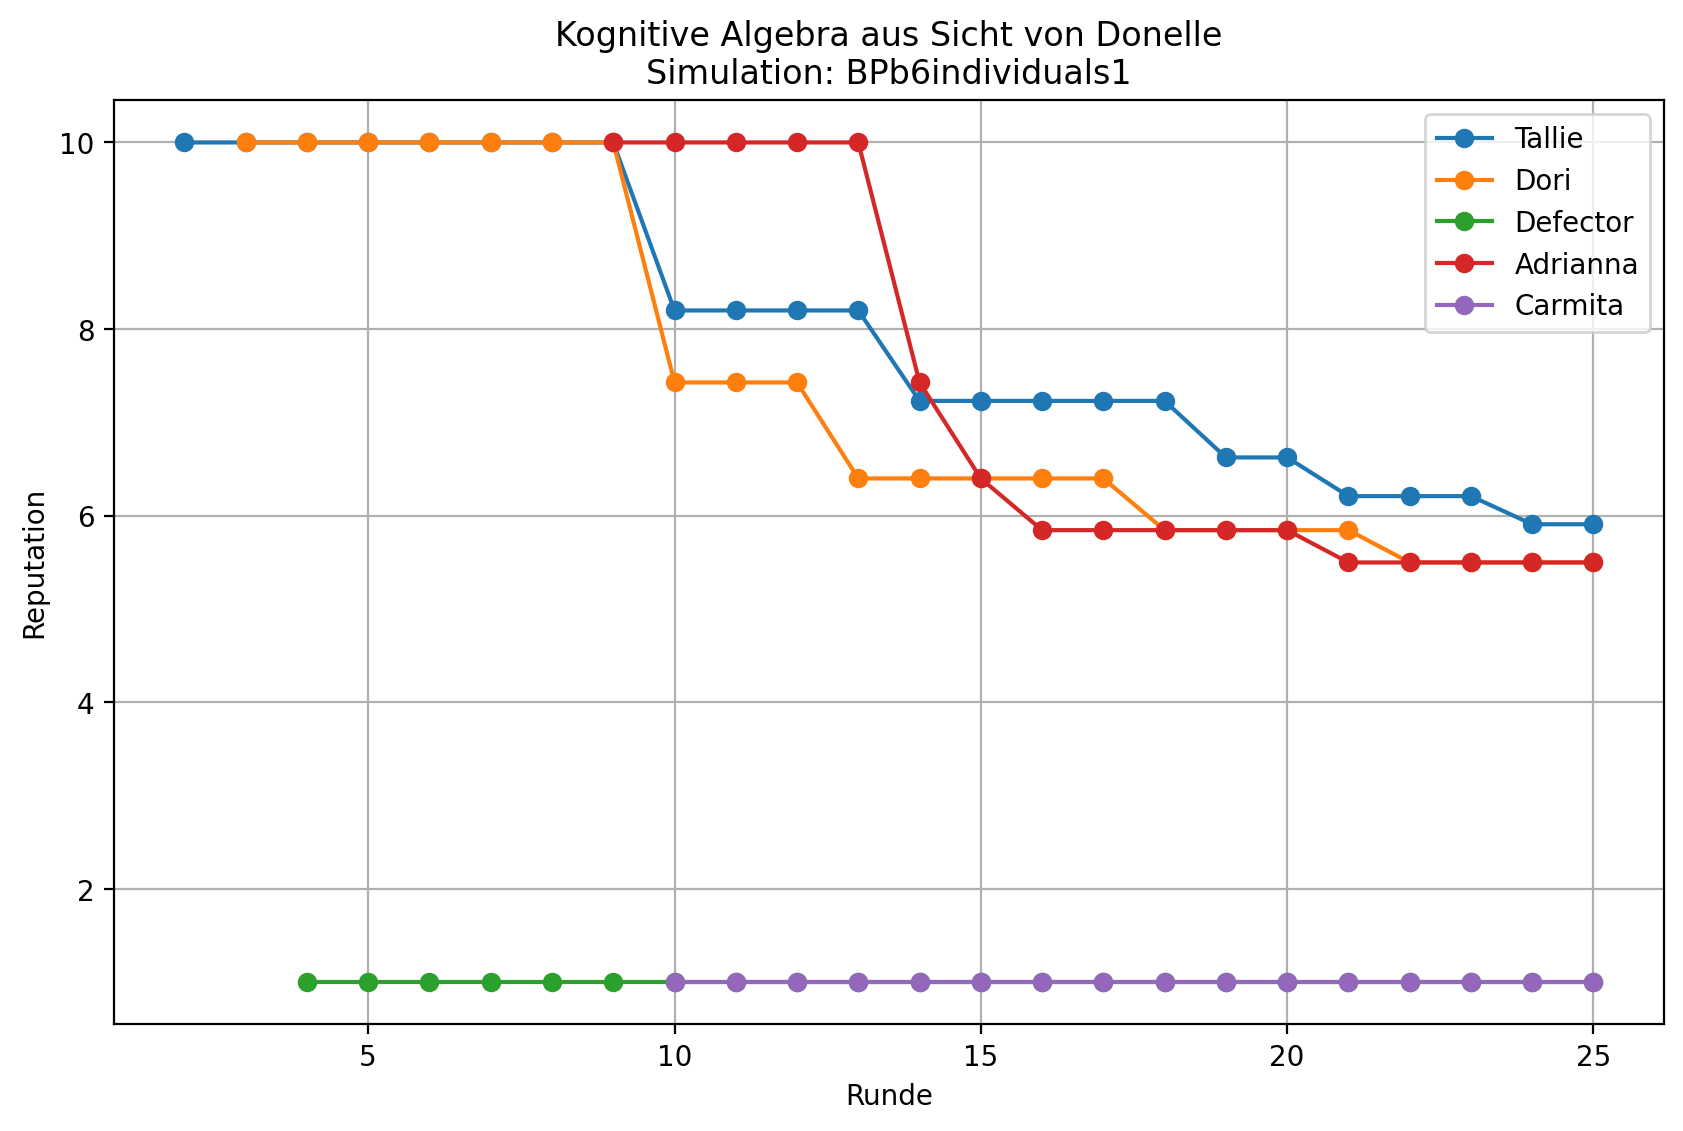 Kognitive Algebra aus Sicht von Donelle
Simulation: BPb6individuals1
Tallie
Dori
Defector
Adrianna
Carmita
Reputation
10
8
6
4
2
5 10 15 20 25
Runde